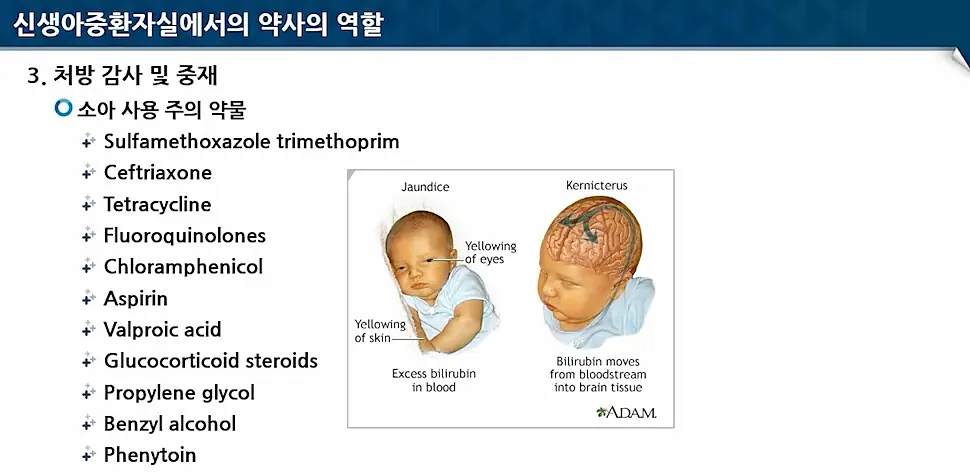 신생아중환자실에서의 약사의 역할
3. 처방 감사 및 중재
소아 사용 주의 약물
Sulfamethoxazole trimethoprim
Ceftriaxone
Tetracycline
Fluoroquinolones
Chloramphenicol
Aspirin
Valproic acid
Glucocorticoid steroids
Propylene glycol
Benzyl alcohol
Phenytoin
Jaundice
Yellowing
of eyes
Yellowing
of skin
Excess bilirubin
in blood
Kernicterus
Bilirubin moves
from bloodstream
into brain tissue
ADAM.